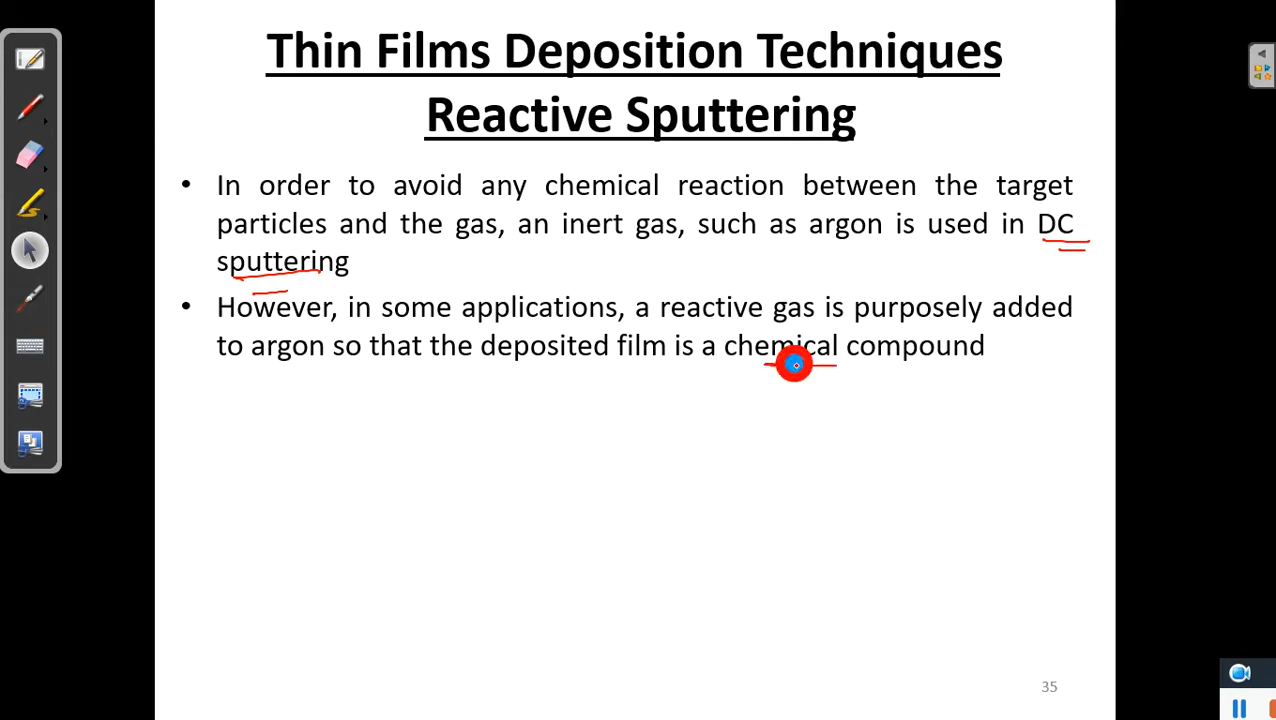 Thin Films Deposition Techniques
Reactive Sputtering
• In order to avoid any chemical reaction between the target
particles and the gas, an inert gas, such as argon is used in DC
sputtering
• However, in some applications, a reactive gas is purposely added
to argon so that the deposited film is a chemical compound
35